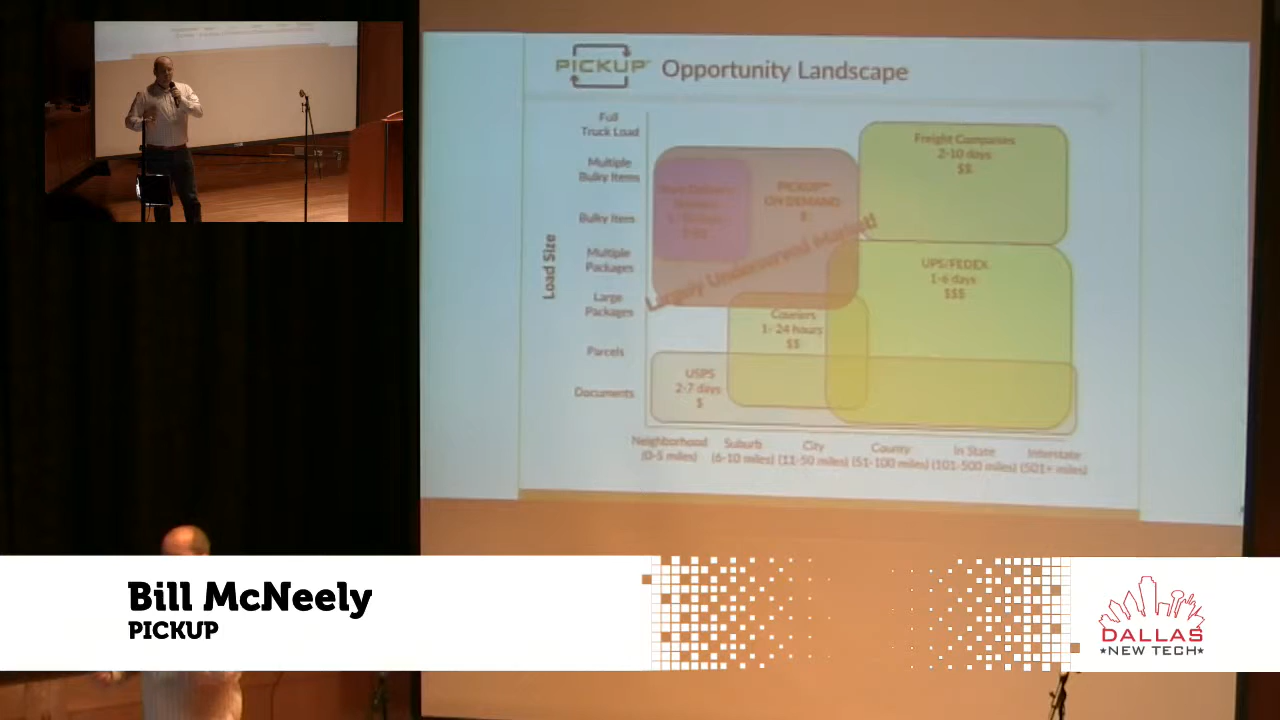 PICKUP Opportunity Landscape
Full
Truck Load
Multiple
Bulky Items
Bulky Item
Multiple
Packages
Large
Packages
Parcels
Documents
Load Size
Freight Companies
2-10 days
$$
PICKUP
ON DEMAND
$
Largely Underserved Market!
UPS/FEDEX
1-6 days
$$$
Couriers
1- 24 hours
$$
USPS
2-7 days
$
Neighborhood
(0-5 miles)
Suburb
(6-10 miles)
City
(11-50 miles)
County
(51-100 miles)
In State
(101-500 miles)
Interstate
(501+ miles)
Bill McNeely
PICKUP
DALLAS
★NEW TECH★